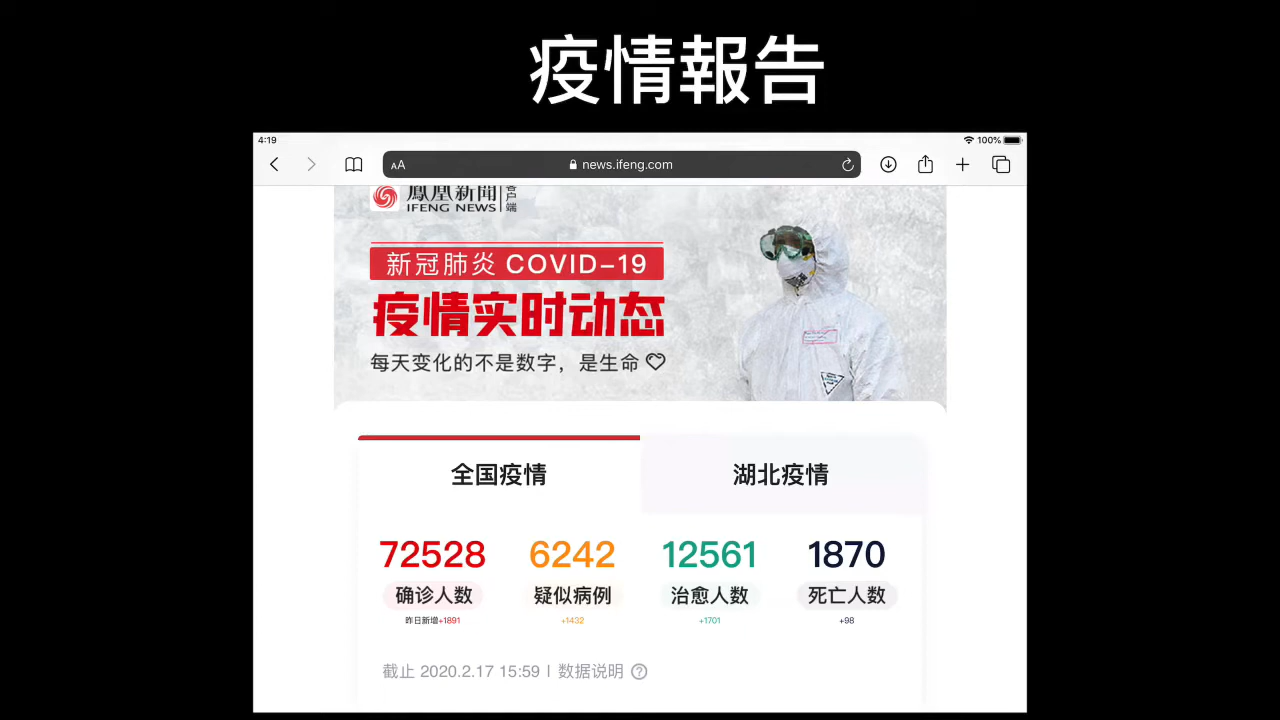 疫情報告
4:19
100%
AA
news.ifeng.com
鳳凰新聞 客户端
IFENG NEWS
新冠肺炎 COVID-19
疫情实时动态
每天变化的不是数字，是生命
全国疫情
湖北疫情
72528 6242 12561 1870
确诊人数 疑似病例 治愈人数 死亡人数
昨日新增+1891 +1432 +1701 +98
截止 2020.2.17 15:59 | 数据说明 ?